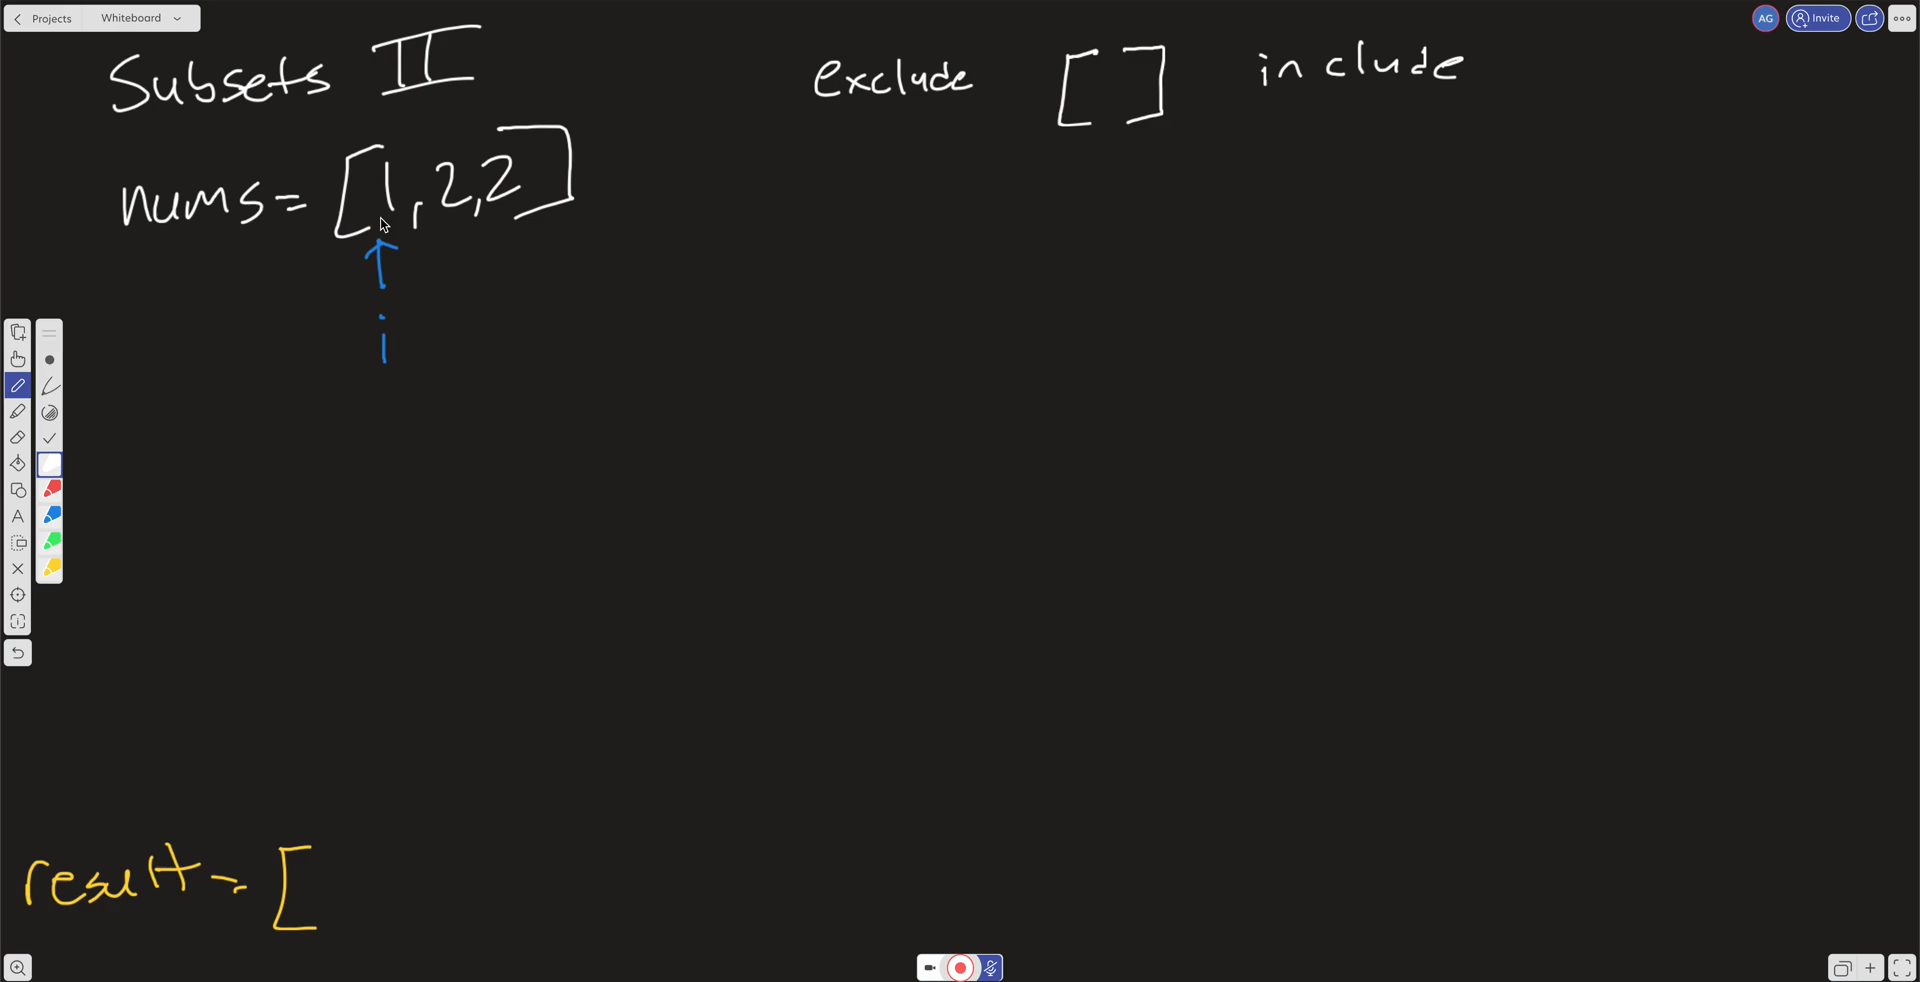 Projects Whiteboard
AG Invite
Subsets II
exclude [ ] include
nums = [1, 2, 2]
i
A
result = [